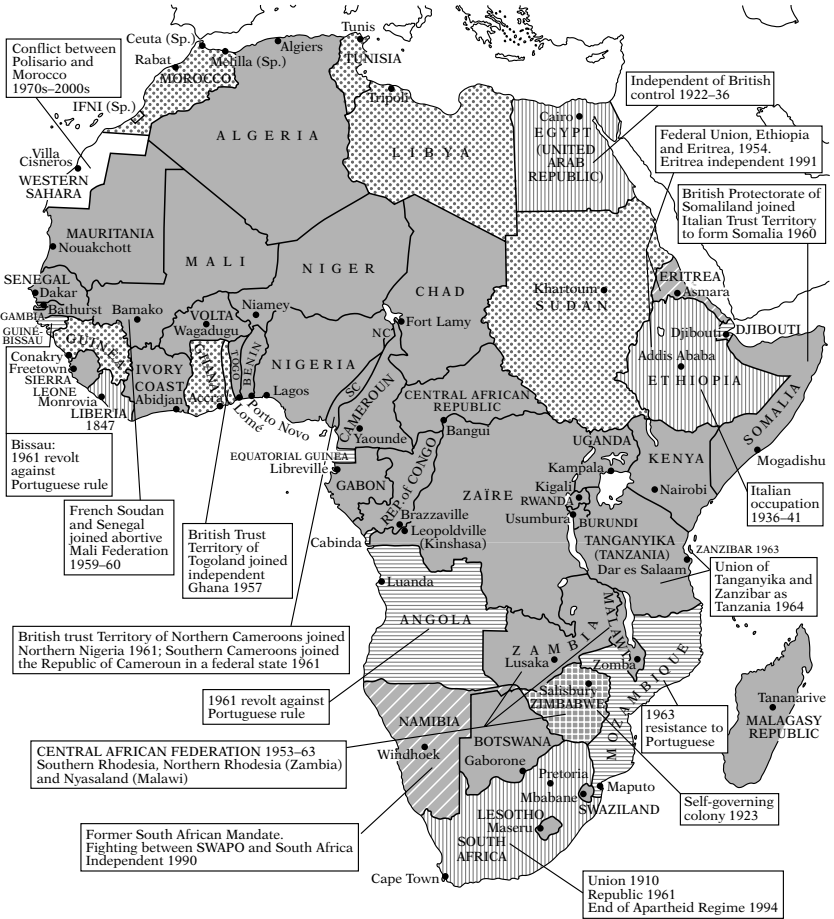 Tunis
Ceuta (Sp.)
Algiers
Conflict between
Polisario and
Morocco
1970s–2000s
Rabat
Melilla (Sp.)
MOROCCO
TUNISIA
Tripoli
IFNI (Sp.)
Independent of British
control 1922–36
Cairo
EGYPT
(UNITED
ARAB
REPUBLIC)
ALGERIA
LIBYA
Federal Union, Ethiopia
and Eritrea, 1954.
Eritrea independent 1991
Villa
Cisneros
WESTERN
SAHARA
British Protectorate of
Somaliland joined
Italian Trust Territory
to form Somalia 1960
MAURITANIA
Nouakchott
MALI
NIGER
CHAD
Khartoum
SUDAN
ERITREA
Asmara
SENEGAL
Dakar
Bathurst
GAMBIA
GUINÉ-
BISSAU
Bamako
VOLTA
Wagadugu
Niamey
NC
Fort Lamy
Djibouti
DJIBOUTI
Addis Ababa
ETHIOPIA
GUINEA
Conakry
Freetown
SIERRA
LEONE
Monrovia
LIBERIA
1847
IVORY
COAST
Abidjan
GHANA
Accra
TOGO
BENIN
Lomé
Porto Novo
NIGERIA
Lagos
SC
CAMEROUN
Yaounde
CENTRAL AFRICAN
REPUBLIC
Bangui
SOMALIA
Mogadishu
Bissau:
1961 revolt
against
Portuguese rule
EQUATORIAL GUINEA
Libreville
GABON
REP. of CONGO
ZAÏRE
UGANDA
Kampala
KENYA
Nairobi
Kigali
RWANDA
Usumbura
BURUNDI
Italian
occupation
1936–41
French Soudan
and Senegal
joined abortive
Mali Federation
1959–60
British Trust
Territory of
Togoland joined
independent
Ghana 1957
Brazzaville
Leopoldville
(Kinshasa)
Cabinda
TANGANYIKA
(TANZANIA)
Dar es Salaam
ZANZIBAR 1963
Union of
Tanganyika and
Zanzibar as
Tanzania 1964
Luanda
ANGOLA
ZAMBIA
Lusaka
MALAWI
Zomba
MOZAMBIQUE
British trust Territory of Northern Cameroons joined
Northern Nigeria 1961; Southern Cameroons joined
the Republic of Cameroun in a federal state 1961
1961 revolt against
Portuguese rule
Salisbury
ZIMBABWE
1963
resistance to
Portuguese
Tananarive
MALAGASY
REPUBLIC
NAMIBIA
Windhoek
BOTSWANA
Gaborone
CENTRAL AFRICAN FEDERATION 1953–63
Southern Rhodesia, Northern Rhodesia (Zambia)
and Nyasaland (Malawi)
Pretoria
Mbabane
Maputo
SWAZILAND
Self-governing
colony 1923
LESOTHO
Maseru
SOUTH
AFRICA
Former South African Mandate.
Fighting between SWAPO and South Africa
Independent 1990
Cape Town
Union 1910
Republic 1961
End of Apartheid Regime 1994